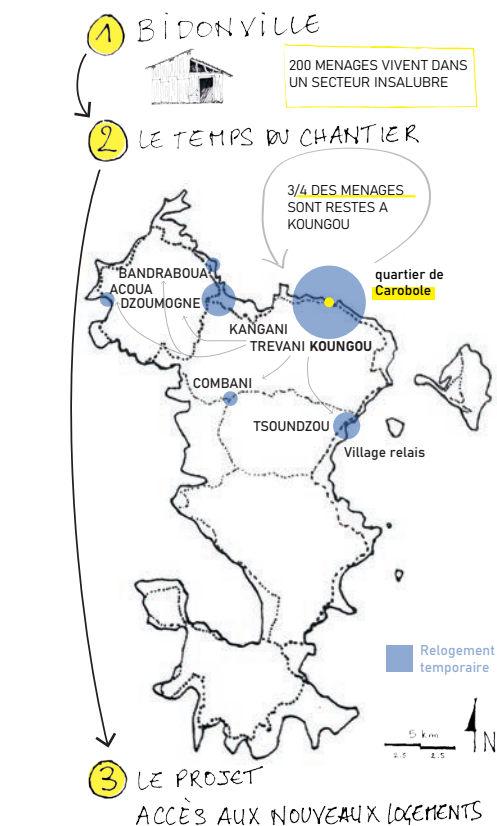 1 BIDONVILLE
200 MENAGES VIVENT DANS
UN SECTEUR INSALUBRE
2 LE TEMPS DU CHANTIER
3/4 DES MENAGES
SONT RESTES A
KOUNGOU
quartier de
Carobole
BANDRABOUA
ACOUA
DZOUMOGNE
KANGANI
TREVANI KOUNGOU
COMBANI
TSOUNDZOU
Village relais
Relogement
temporaire
5 km
2.5 2.5
N
3 LE PROJET
ACCÈS AUX NOUVEAUX LOGEMENTS